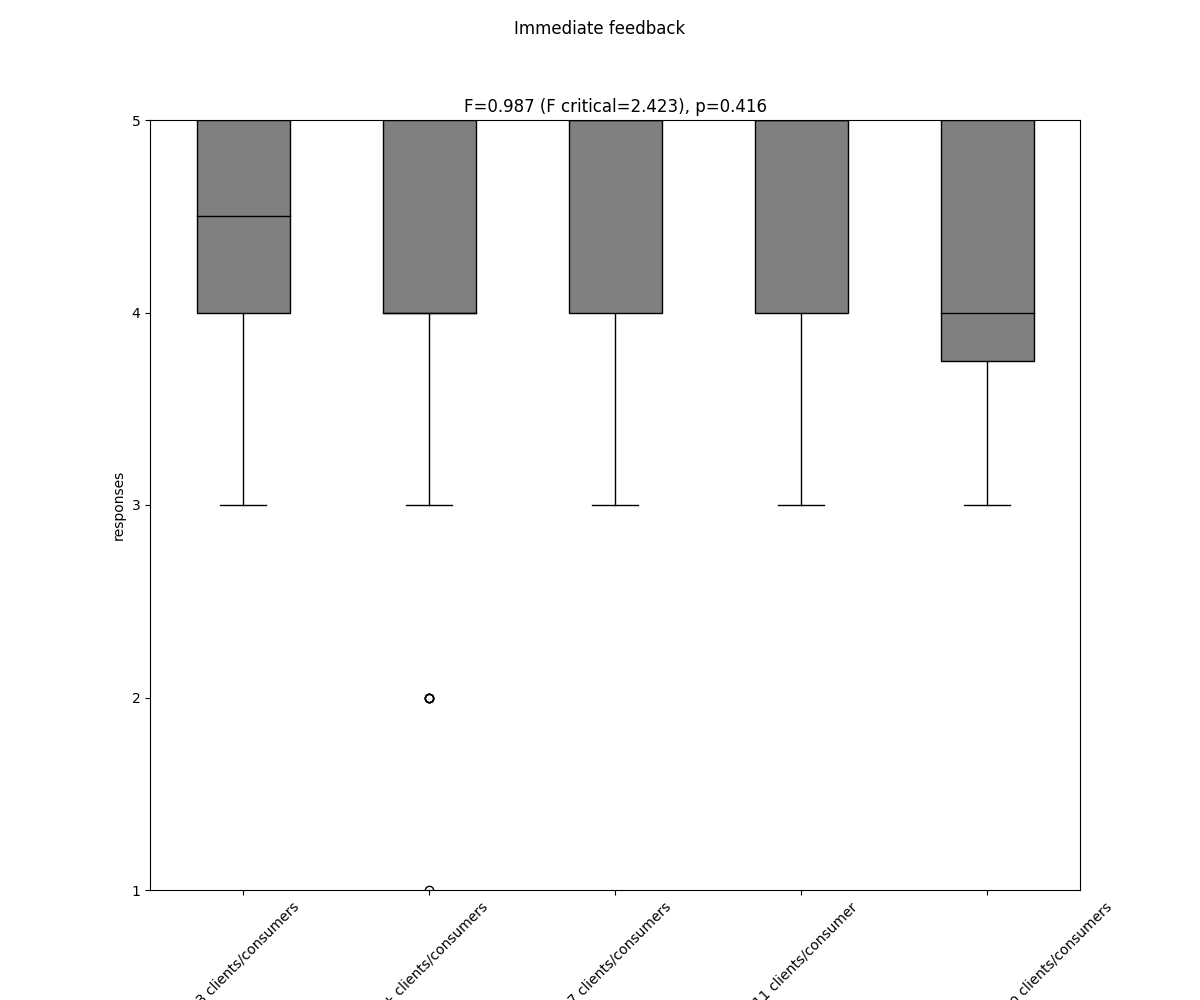 Immediate feedback
F=0.987 (F critical=2.423), p=0.416
5
4
3
2
1
responses
3 clients/consumers
clients/consumers
7 clients/consumers
11 clients/consumer
clients/consumers